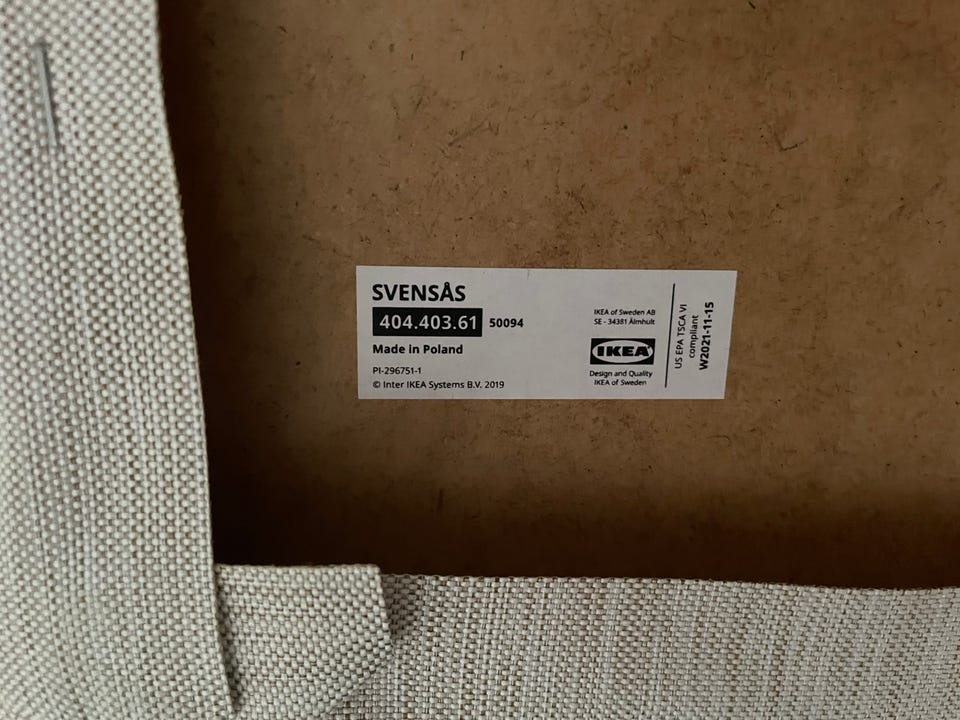 SVENSÅS
404.403.61 50094
Made in Poland
PI-296751-1
© Inter IKEA Systems B.V. 2019
IKEA of Sweden AB
SE - 34381 Älmhult
IKEA
Design and Quality
IKEA of Sweden
US EPA TSCA VI
compliant
W2021-11-15